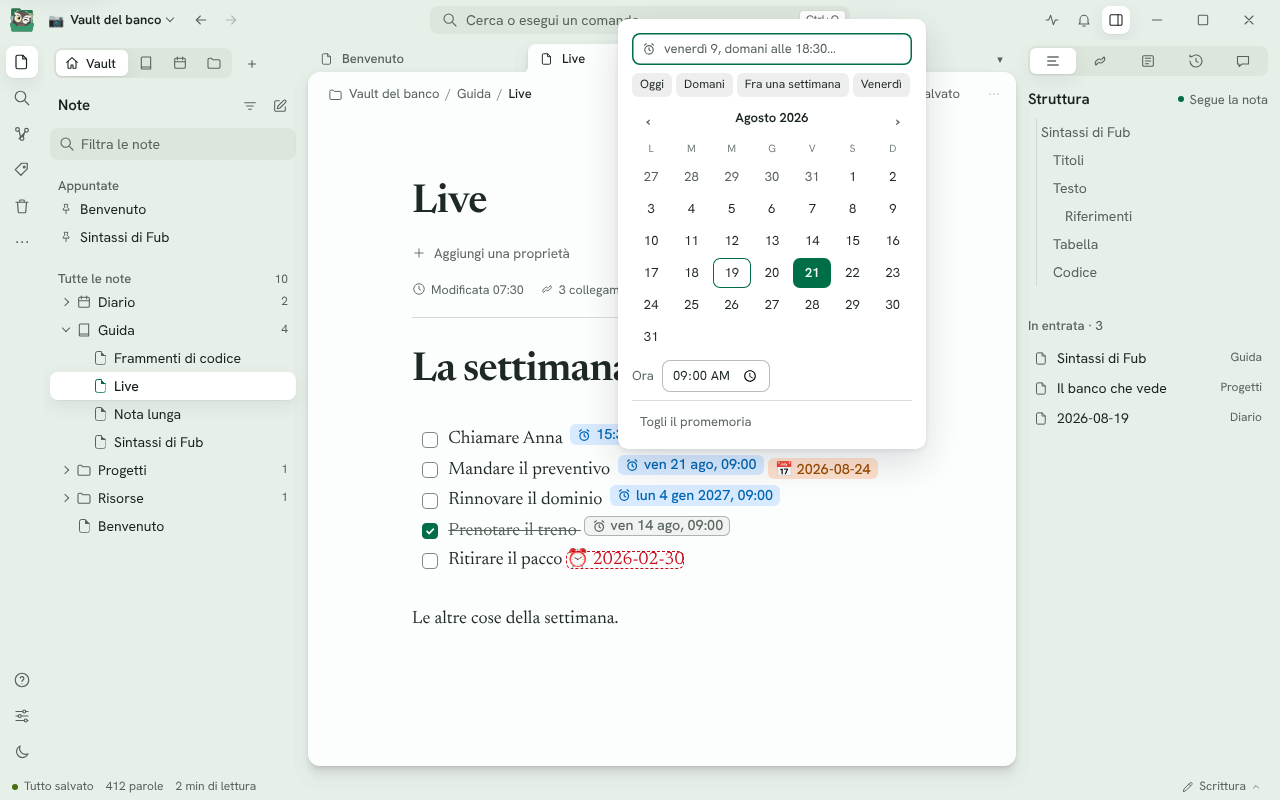 Vault del banco
Cerca o esegui un comando
Ctrl+O
Vault
Benvenuto
Live
Note
Filtra le note
Appuntate
Benvenuto
Sintassi di Fub
Tutte le note 10
Diario 2
Guida 4
Frammenti di codice
Live
Nota lunga
Sintassi di Fub
Progetti 1
Risorse 1
Benvenuto
Vault del banco / Guida / Live
Live
Aggiungi una proprietà
Modificata 07:30
La settimana
Chiamare Anna
Mandare il preventivo ven 21 ago, 09:00 📅 2026-08-24
Rinnovare il dominio lun 4 gen 2027, 09:00
Prenotare il treno ven 14 ago, 09:00
Ritirare il pacco ⏰ 2026-02-30
Le altre cose della settimana.
venerdì 9, domani alle 18:30…
Oggi Domani Fra una settimana Venerdì
‹ Agosto 2026 ›
L M M G V S D
27 28 29 30 31 1 2
3 4 5 6 7 8 9
10 11 12 13 14 15 16
17 18 19 20 21 22 23
24 25 26 27 28 29 30
31
Ora 09:00 AM
Togli il promemoria
Struttura Segue la nota
Sintassi di Fub
Titoli
Testo
Riferimenti
Tabella
Codice
In entrata · 3
Sintassi di Fub Guida
Il banco che vede Progetti
2026-08-19 Diario
Tutto salvato 412 parole 2 min di lettura
Scrittura